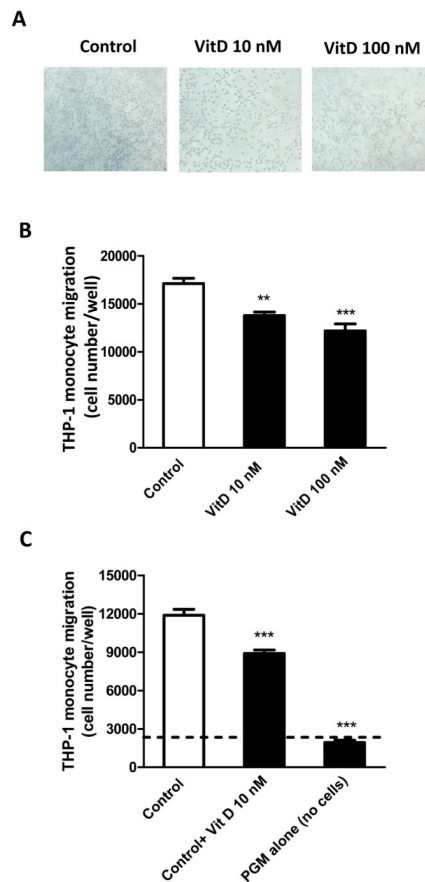 A
Control VitD 10 nM VitD 100 nM
B
THP-1 monocyte migration
(cell number/well)
20000
15000
10000
5000
0
**
***
Control
VitD 10 nM
VitD 100 nM
C
THP-1 monocyte migration
(cell number/well)
15000
12000
9000
6000
3000
0
***
***
Control
Control+ Vit D 10 nM
PGM alone (no cells)